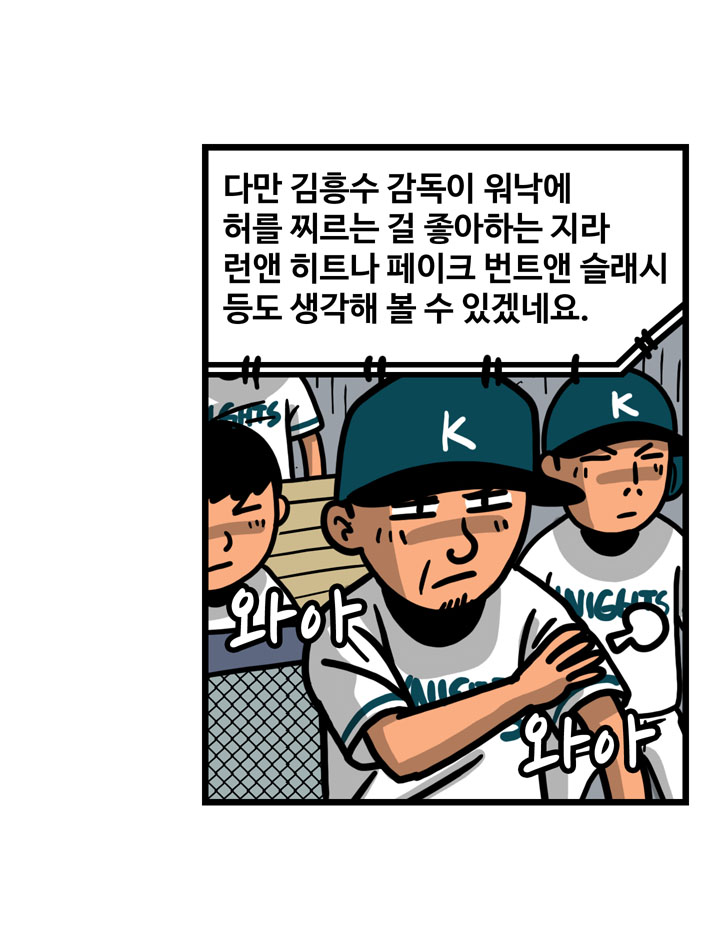 다만 김흥수 감독이 워낙에
허를 찌르는 걸 좋아하는 지라
런앤 히트나 페이크 번트앤 슬래시
등도 생각해 볼 수 있겠네요.
K
K
KNIGHTS
와아
와아